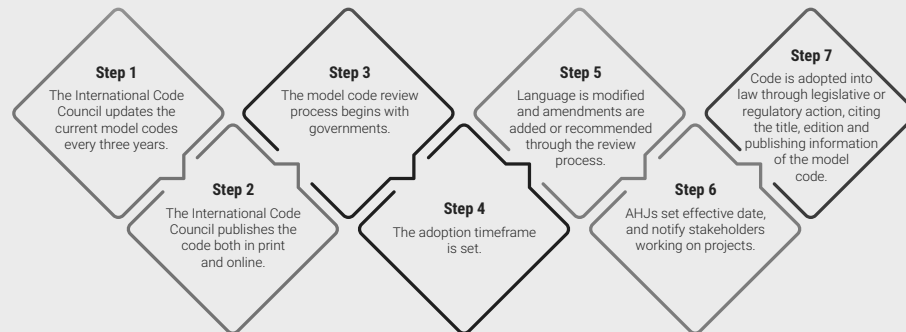 Step 1
The International Code
Council updates the
current model codes
every three years.
Step 2
The International Code
Council publishes the
code both in print
and online.
Step 3
The model code review
process begins with
governments.
Step 4
The adoption timeframe
is set.
Step 5
Language is modified
and amendments are
added or recommended
through the review
process.
Step 6
AHJs set effective date,
and notify stakeholders
working on projects.
Step 7
Code is adopted into
law through legislative or
regulatory action, citing
the title, edition and
publishing information
of the model
code.